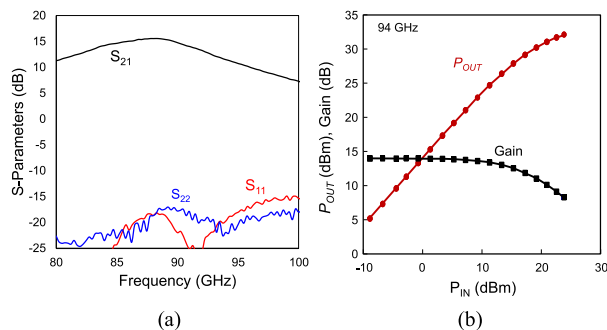 20
15
10
5
0
-5
-10
-15
-20
-25
S-Parameters (dB)
S21
S22
S11
80
85
90
95
100
Frequency (GHz)
(a)
35
30
25
20
15
10
5
0
POUT (dBm), Gain (dB)
94 GHz
POUT
Gain
-10
0
10
20
30
PIN (dBm)
(b)